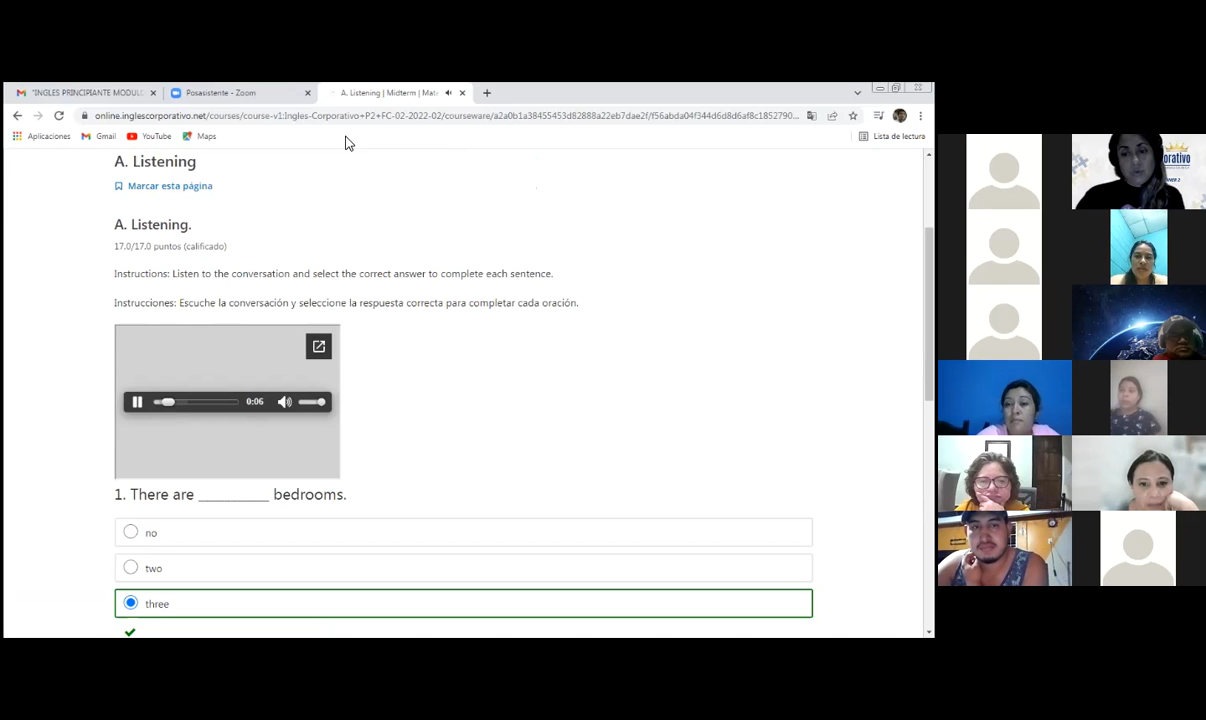 "INGLES PRINCIPIANTE MODUL
Posasistente - Zoom
A. Listening | Midterm | Mat
online.inglescorporativo.net/courses/course-v1:Ingles-Corporativo+P2+FC-02-2022-02/courseware/a2a0b1a38455453d82888a22eb7dae2f/f56abda04f344d6d8d6af8c1852790...
Aplicaciones
Gmail
YouTube
Maps
Lista de lectura
A. Listening
Marcar esta página
A. Listening.
17.0/17.0 puntos (calificado)
Instructions: Listen to the conversation and select the correct answer to complete each sentence.
Instrucciones: Escuche la conversación y seleccione la respuesta correcta para completar cada oración.
0:06
1. There are _________ bedrooms.
no
two
three